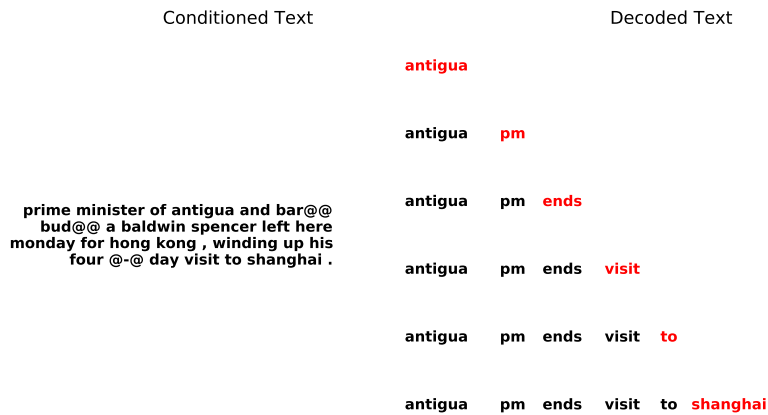 Conditioned Text
Decoded Text
antigua
antigua pm
antigua pm ends
prime minister of antigua and bar@@
bud@@ a baldwin spencer left here
monday for hong kong , winding up his
four @-@ day visit to shanghai .
antigua pm ends visit
antigua pm ends visit to
antigua pm ends visit to shanghai